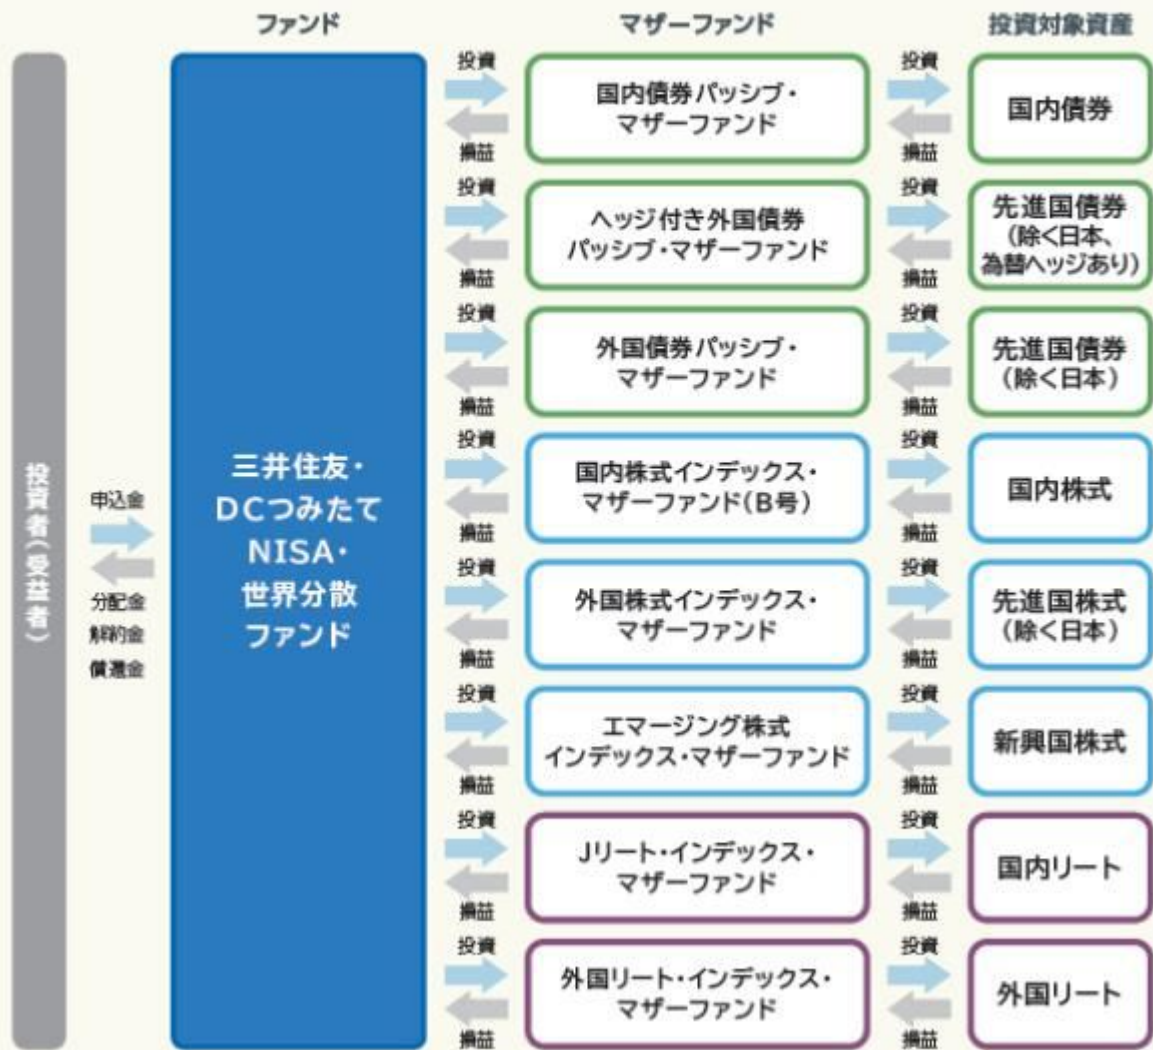 ファンド
マザーファンド
投資対象資産
投資者(受益者)
申込金
分配金
解約金
償還金
三井住友・
DCつみたて
NISA・
世界分散
ファンド
投資
損益
国内債券パッシブ・
マザーファンド
投資
損益
国内債券
投資
損益
ヘッジ付き外国債券
パッシブ・マザーファンド
投資
損益
先進国債券
(除く日本、
為替ヘッジあり)
投資
損益
外国債券パッシブ・
マザーファンド
投資
損益
先進国債券
(除く日本)
投資
損益
国内株式インデックス・
マザーファンド(B号)
投資
損益
国内株式
投資
損益
外国株式インデックス・
マザーファンド
投資
損益
先進国株式
(除く日本)
投資
損益
エマージング株式
インデックス・マザーファンド
投資
損益
新興国株式
投資
損益
Jリート・インデックス・
マザーファンド
投資
損益
国内リート
投資
損益
外国リート・インデックス・
マザーファンド
投資
損益
外国リート